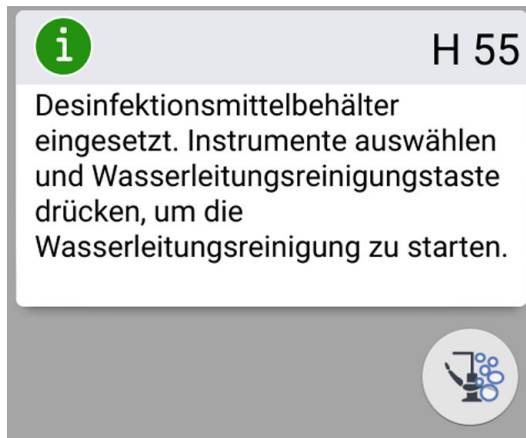 H 55
Desinfektionsmittelbehälter
eingesetzt. Instrumente auswählen
und Wasserleitungsreinigungstaste
drücken, um die
Wasserleitungsreinigung zu starten.